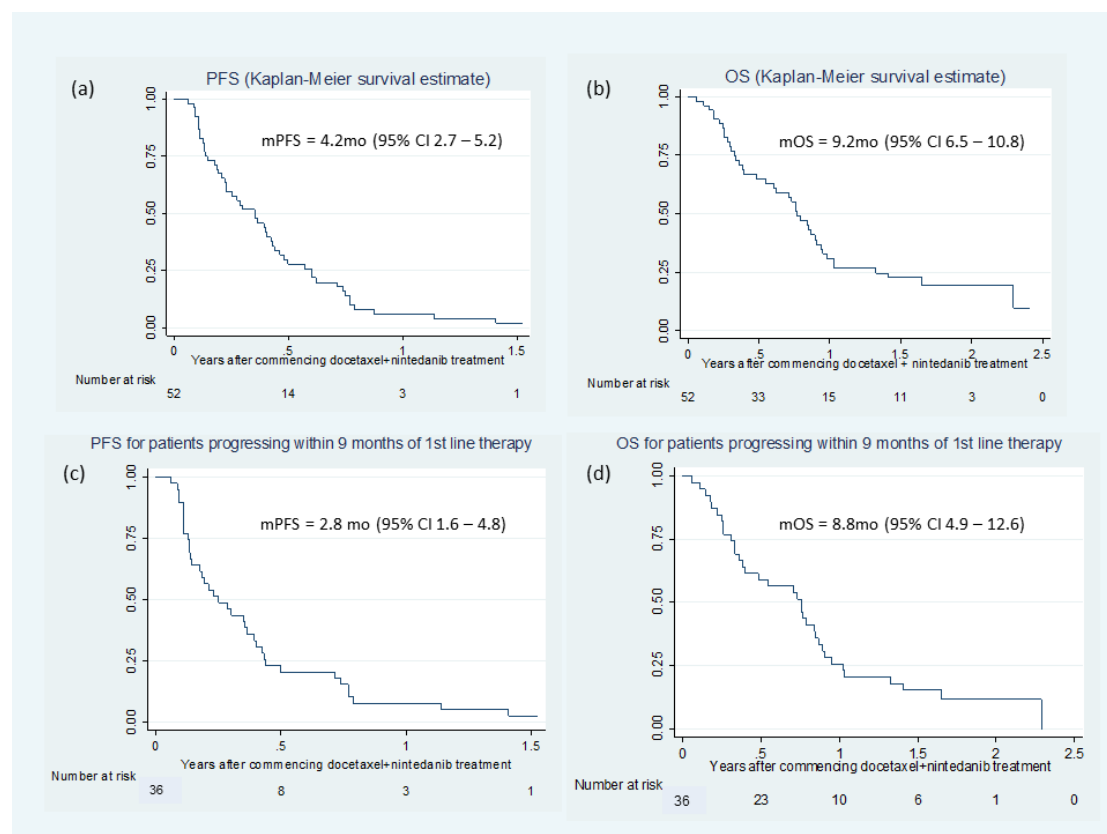 (a)
PFS (Kaplan-Meier survival estimate)
mPFS = 4.2mo (95% CI 2.7 – 5.2)
1.00
0.75
0.50
0.25
0.00
0 .5 1 1.5
Years after commencing docetaxel+nintedanib treatment
Number at risk
52 14 3 1
(b)
OS (Kaplan-Meier survival estimate)
mOS = 9.2mo (95% CI 6.5 – 10.8)
1.00
0.75
0.50
0.25
0.00
0 .5 1 1.5 2 2.5
Years after commencing docetaxel + nintedanib treatment
Number at risk
52 33 15 11 3 0
PFS for patients progressing within 9 months of 1st line therapy
(c)
mPFS = 2.8 mo (95% CI 1.6 – 4.8)
1.00
0.75
0.50
0.25
0.00
0 .5 1 1.5
Years after commencing docetaxel+nintedanib treatment
Number at risk
36 8 3 1
OS for patients progressing within 9 months of 1st line therapy
(d)
mOS = 8.8mo (95% CI 4.9 – 12.6)
1.00
0.75
0.50
0.25
0.00
0 .5 1 1.5 2 2.5
Years after commencing docetaxel+nintedanib treatment
Number at risk
36 23 10 6 1 0